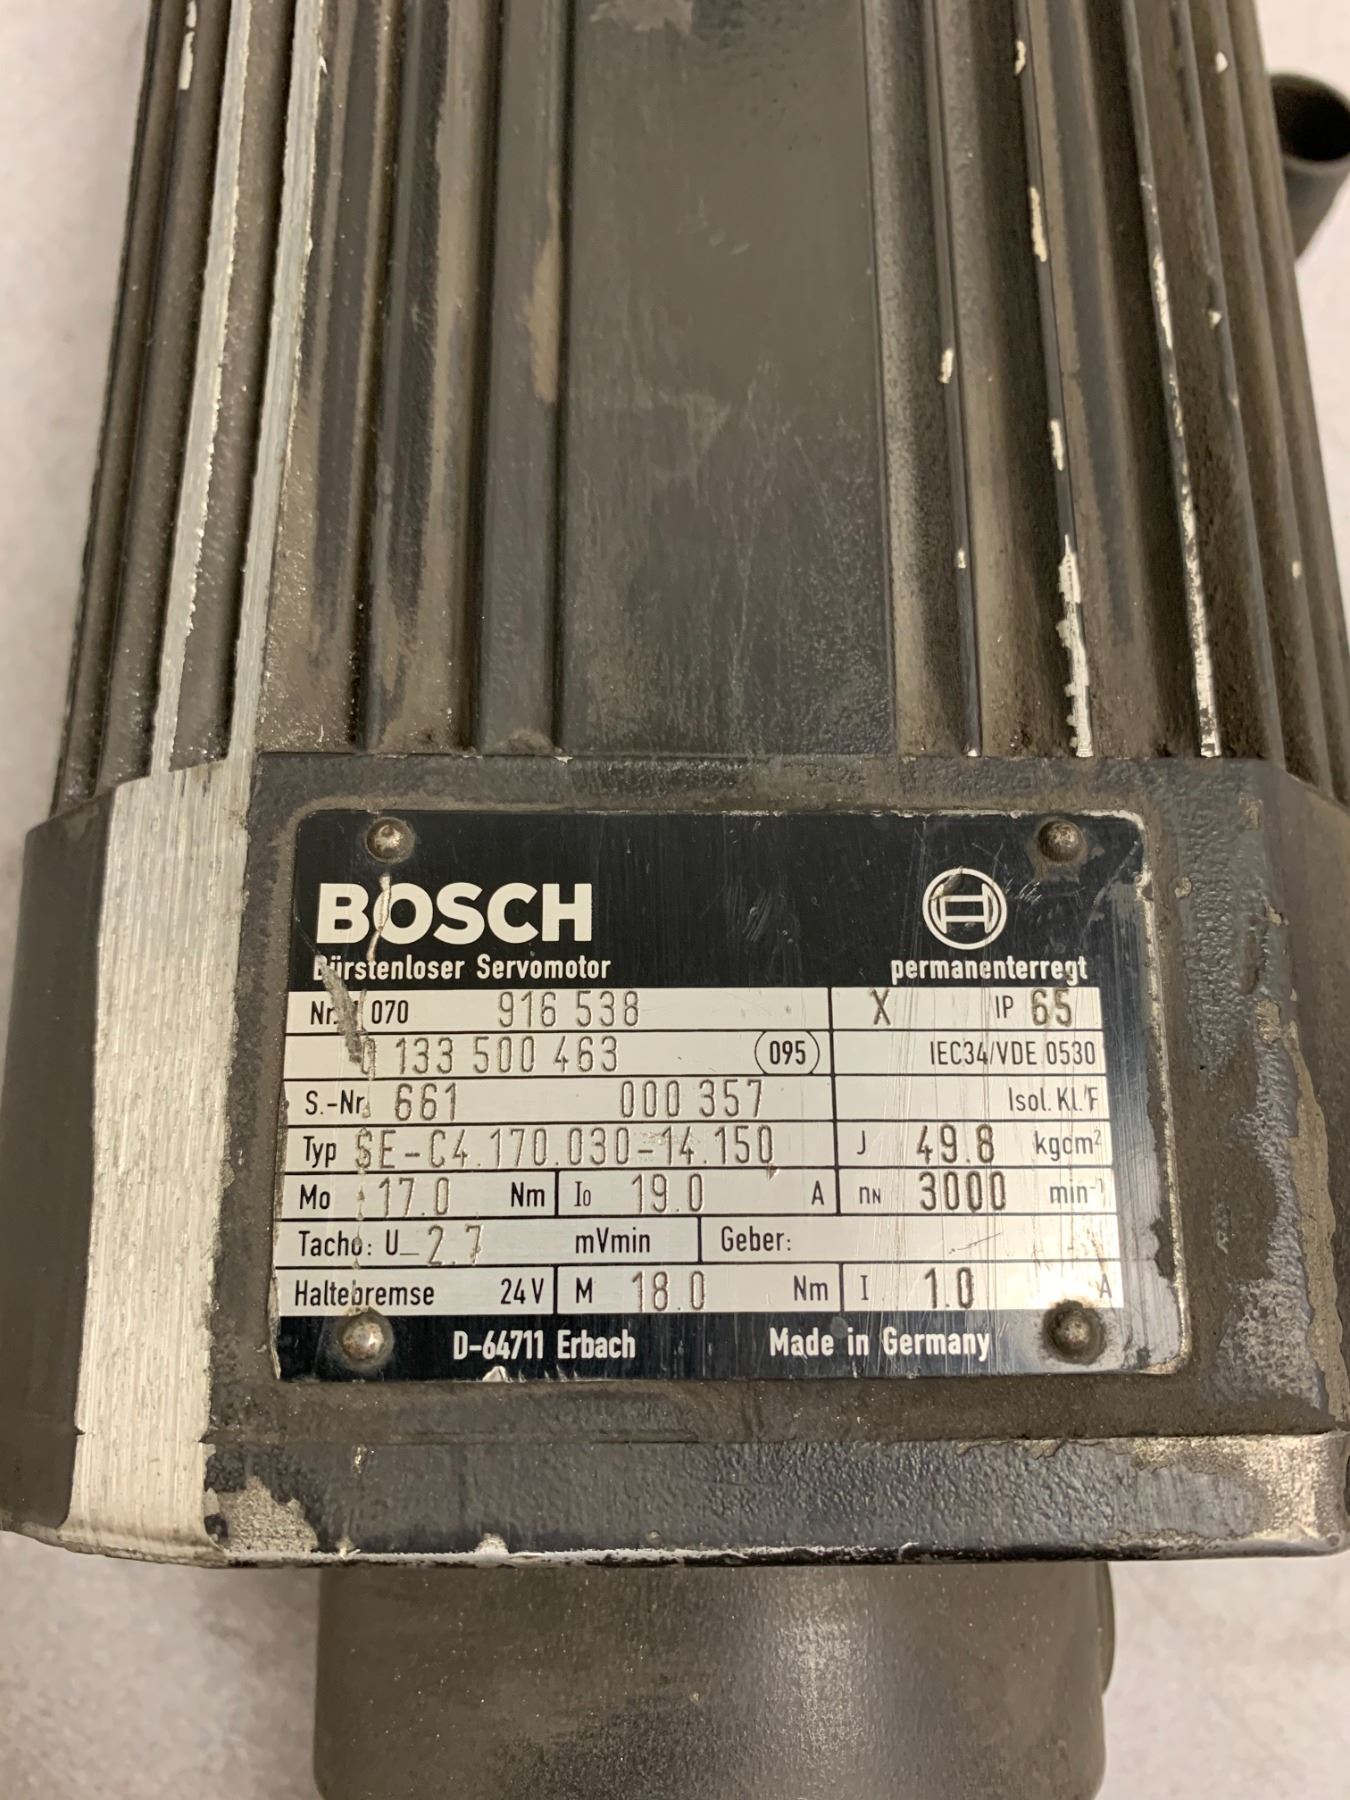 BOSCH
Bürstenloser Servomotor permanenterregt
Nr. 1 070 916 538 X IP 65
0 133 500 463 095 IEC34/VDE 0530
S.-Nr. 661 000 357 Isol. Kl. F
Typ SE-C4.170.030-14.150 J 49.8 kgcm²
Mo 17.0 Nm I₀ 19.0 A nN 3000 min⁻¹
Tacho: U 2.7 mVmin Geber:
Haltebremse 24V M 18.0 Nm I 1.0 A
D-64711 Erbach Made in Germany